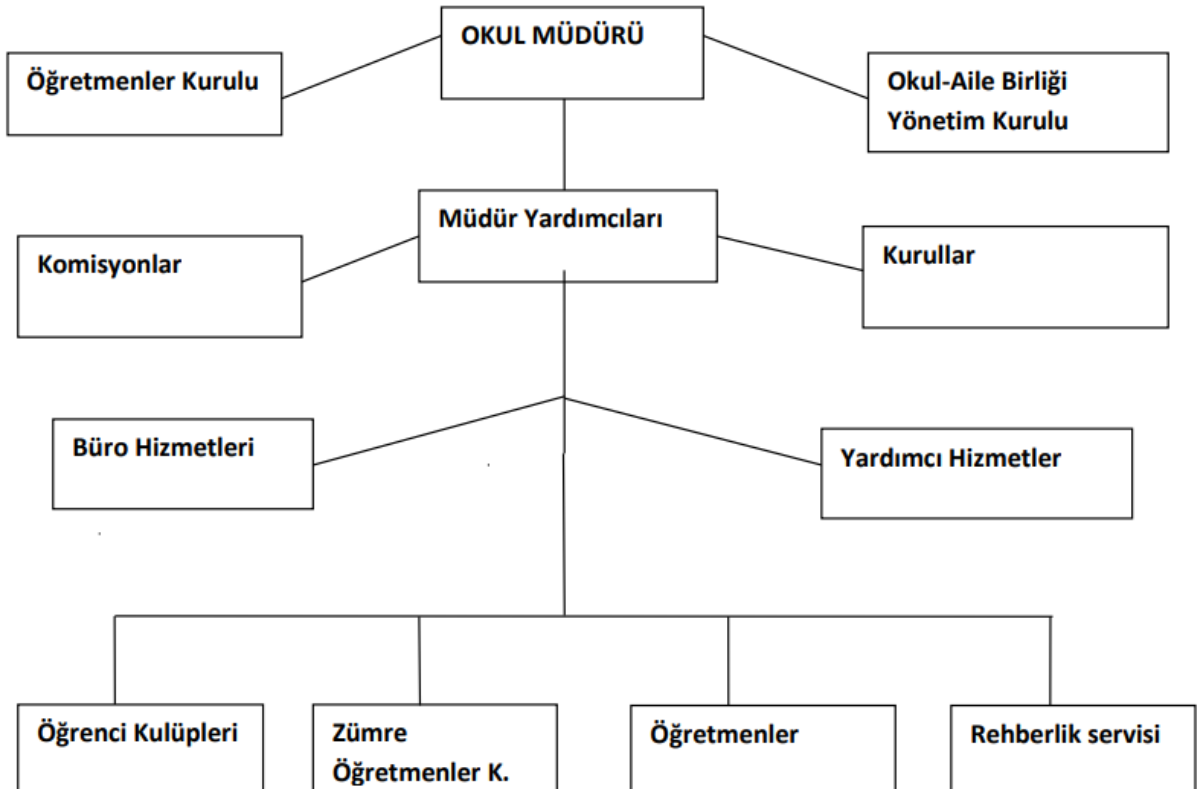 OKUL MÜDÜRÜ
Öğretmenler Kurulu
Okul-Aile Birliği
Yönetim Kurulu
Müdür Yardımcıları
Komisyonlar
Kurullar
Büro Hizmetleri
Yardımcı Hizmetler
Öğrenci Kulüpleri
Zümre
Öğretmenler K.
Öğretmenler
Rehberlik servisi